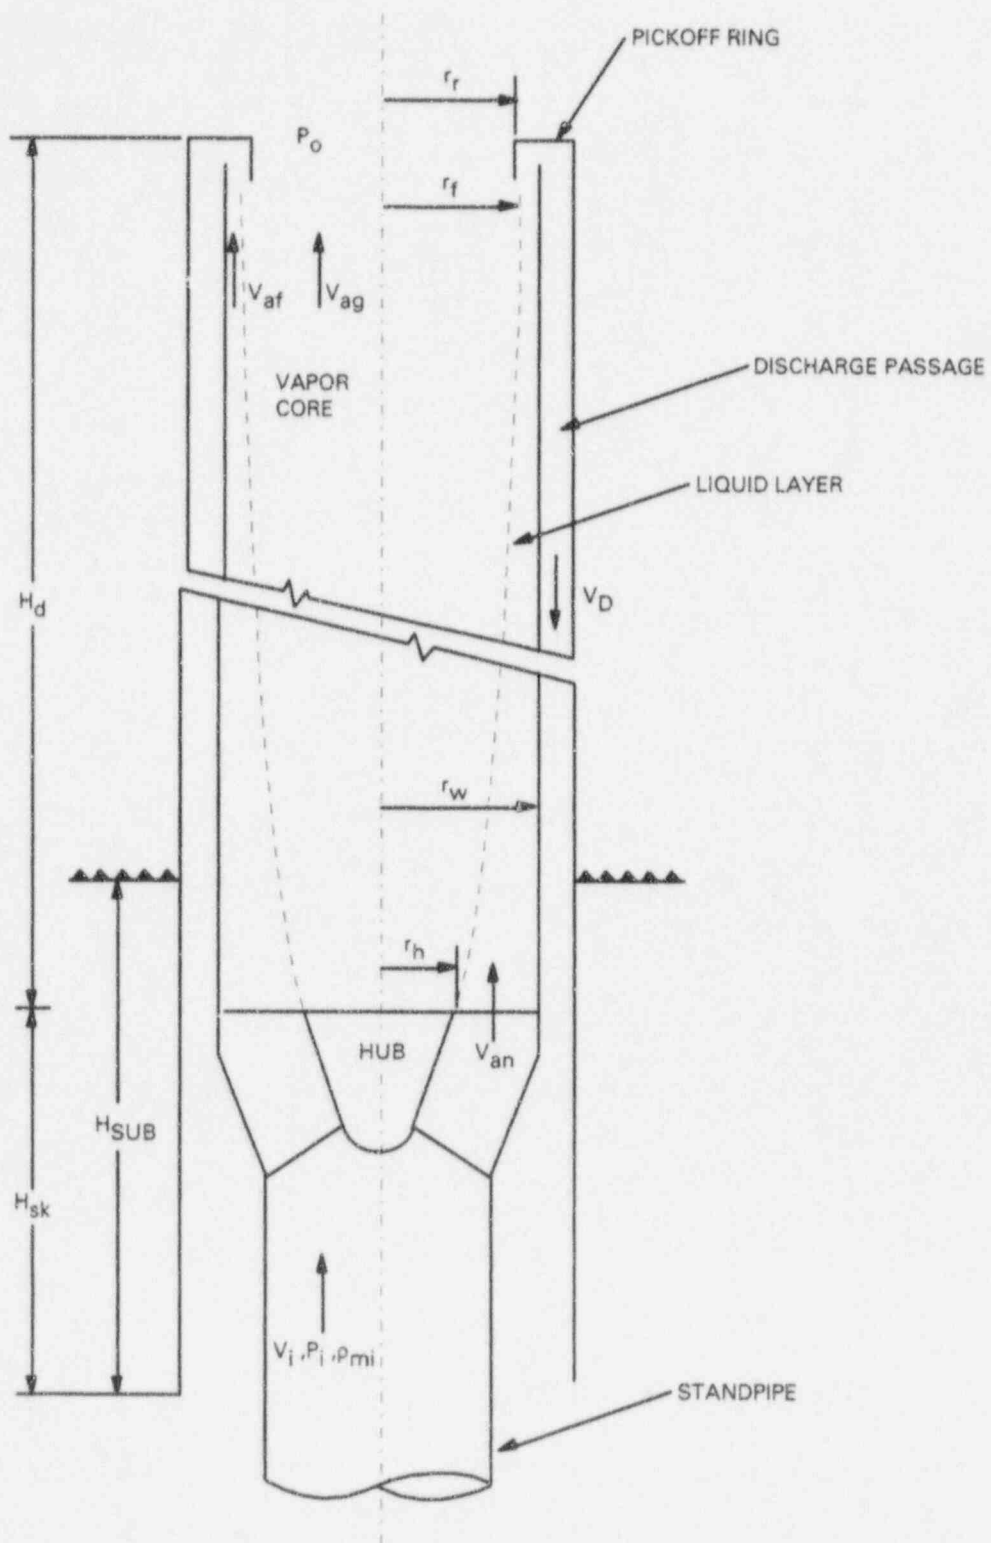 PICKOFF RING
r_r
P_o
r_f
V_af
V_ag
VAPOR
CORE
DISCHARGE PASSAGE
LIQUID LAYER
H_d
V_D
r_w
r_h
HUB
V_an
H_SUB
H_sk
V_i ,P_i ,ρ_mi
STANDPIPE